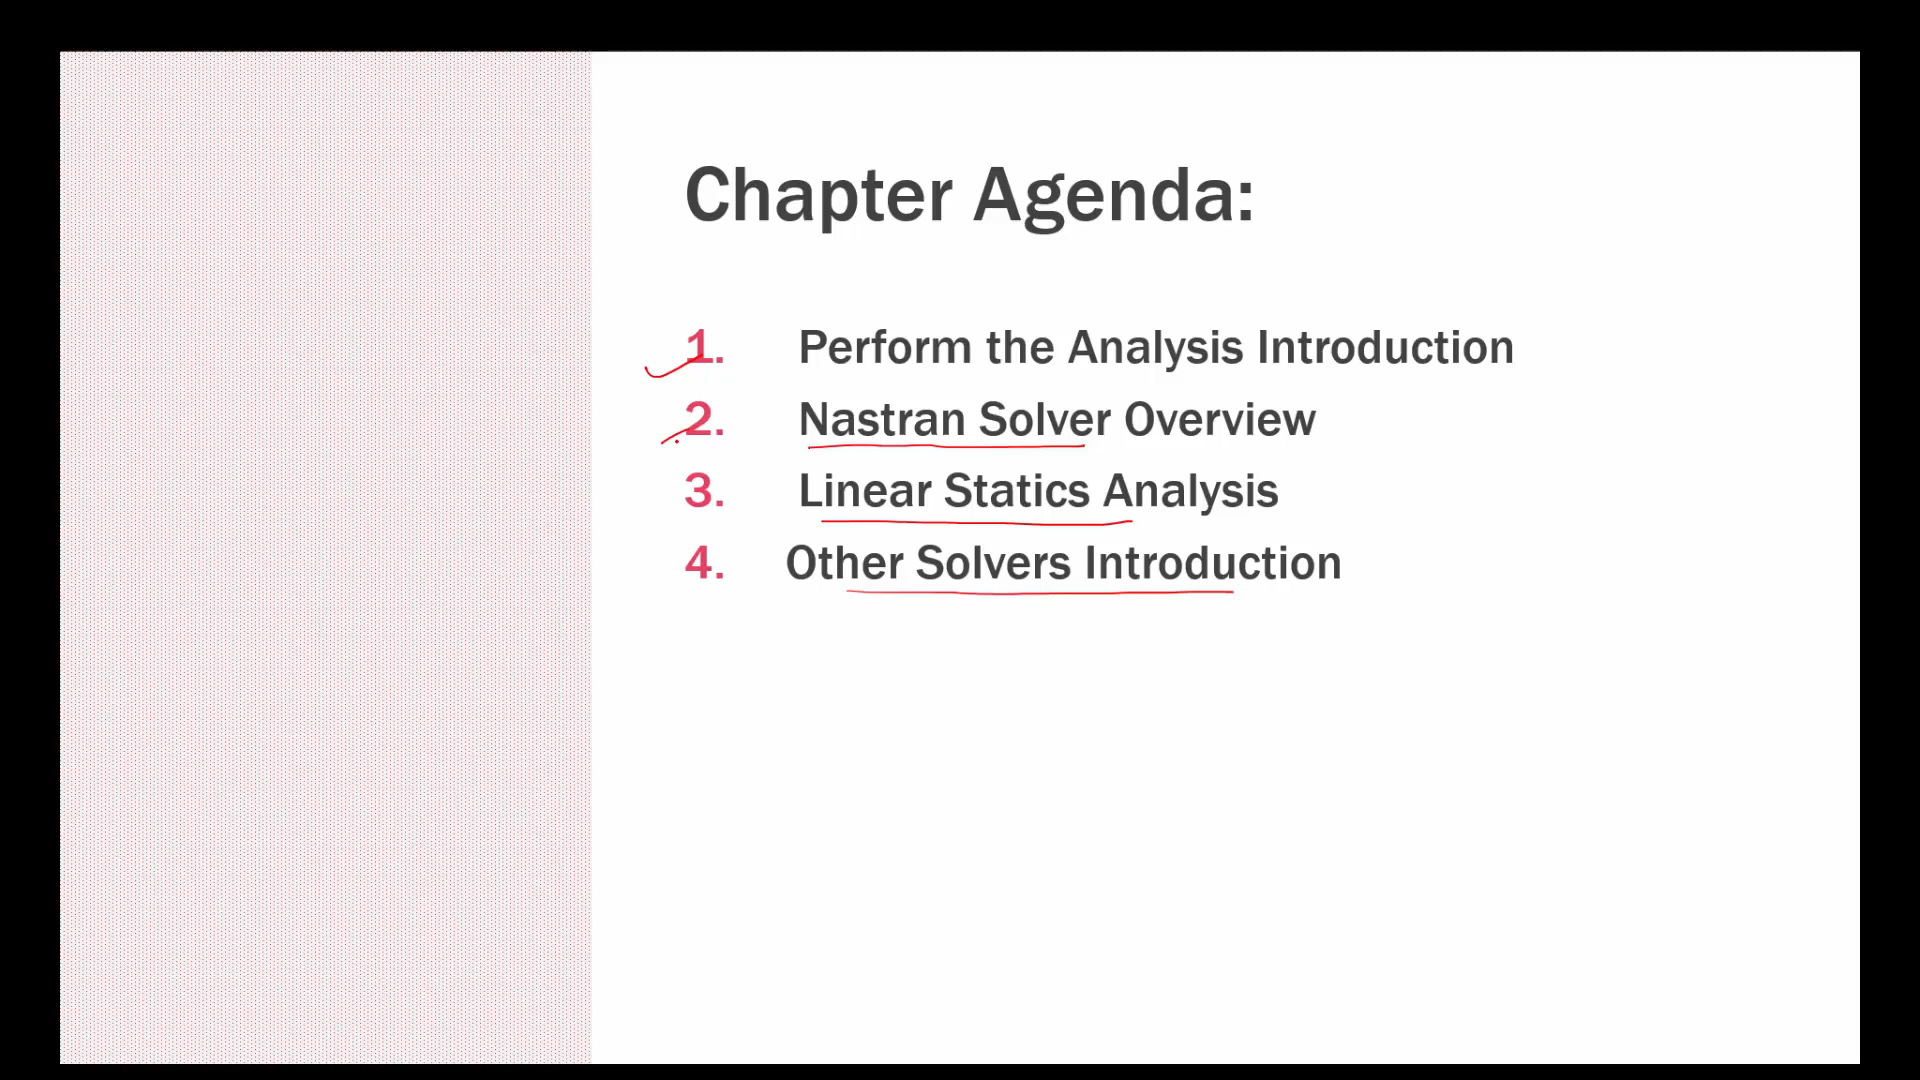 Chapter Agenda:
1. Perform the Analysis Introduction
2. Nastran Solver Overview
3. Linear Statics Analysis
4. Other Solvers Introduction